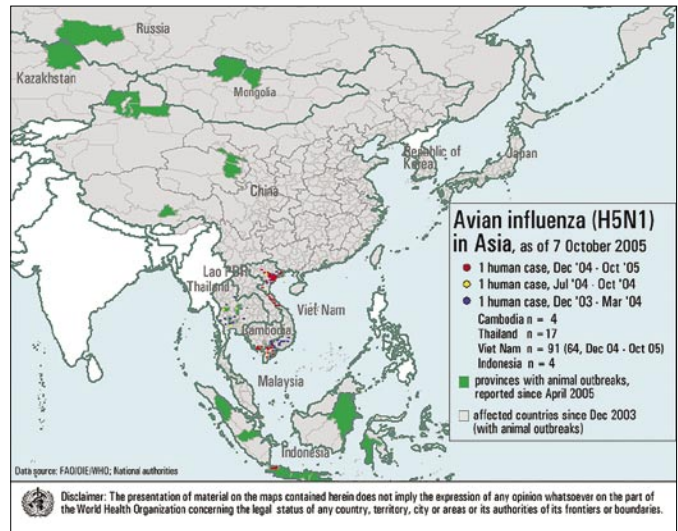 Russia
Kazakhstan
Mongolia
Republic of
Korea
Japan
China
Lao PDR
Thailand
Viet Nam
Cambodia
Malaysia
Indonesia
Avian influenza (H5N1)
in Asia, as of 7 October 2005
1 human case, Dec '04 - Oct '05
1 human case, Jul '04 - Oct '04
1 human case, Dec '03 - Mar '04
Cambodia n = 4
Thailand n = 17
Viet Nam n = 91 (64, Dec 04 - Oct 05)
Indonesia n = 4
provinces with animal outbreaks,
reported since April 2005
affected countries since Dec 2003
(with animal outbreaks)
Data source: FAO/OIE/WHO; National authorities
Disclaimer: The presentation of material on the maps contained herein does not imply the expression of any opinion whatsoever on the part of
the World Health Organization concerning the legal status of any country, territory, city or areas or its authorities of its frontiers or boundaries.